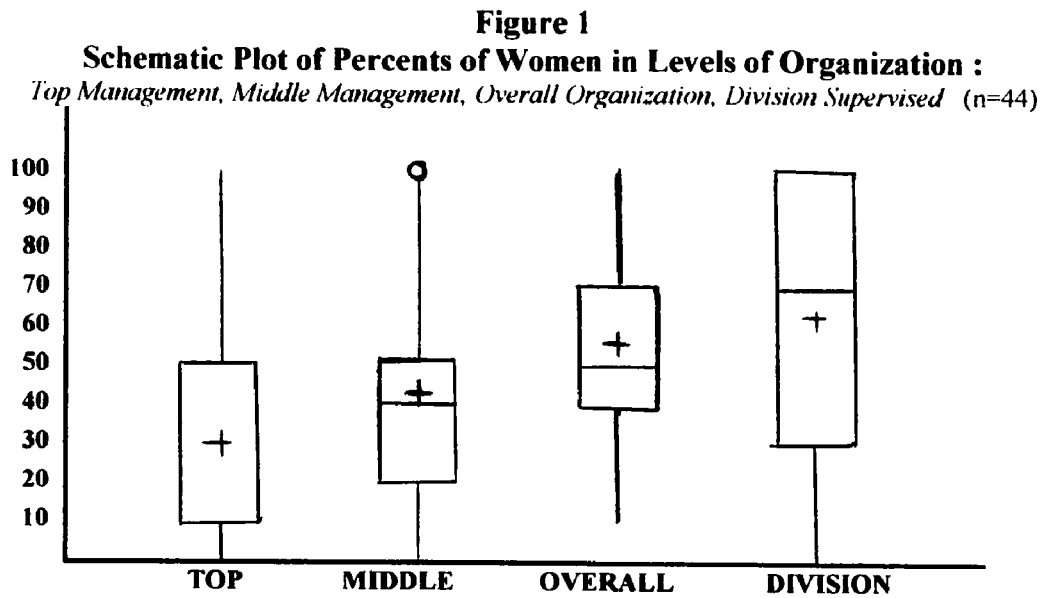 Figure 1
Schematic Plot of Percents of Women in Levels of Organization :
Top Management, Middle Management, Overall Organization, Division Supervised (n=44)
100
90
80
70
60
50
40
30
20
10
TOP MIDDLE OVERALL DIVISION